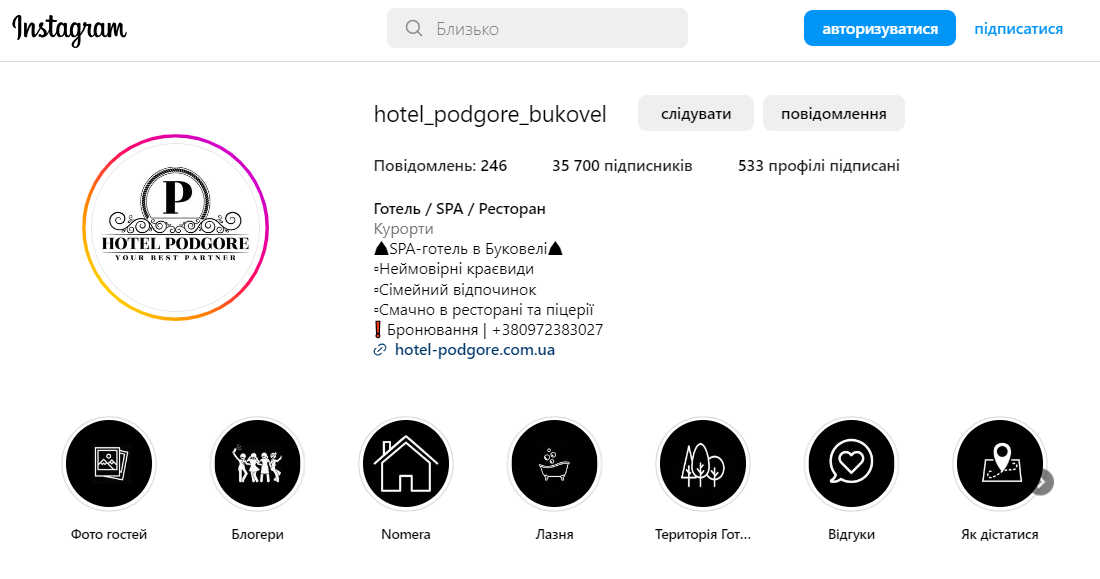 Instagram
Близько
авторизуватися
підписатися
hotel_podgore_bukovel
слідувати
повідомлення
Повідомлень: 246
35 700 підписників
533 профілі підписані
P
HOTEL PODGORE
YOUR BEST PARTNER
Готель / SPA / Ресторан
Курорти
SPA-готель в Буковелі
▫Неймовірні краєвиди
▫Сімейний відпочинок
▫Смачно в ресторані та піцерії
❗Бронювання | +380972383027
hotel-podgore.com.ua
Фото гостей
Блогери
Nomera
Лазня
Територія Гот...
Відгуки
Як дістатися